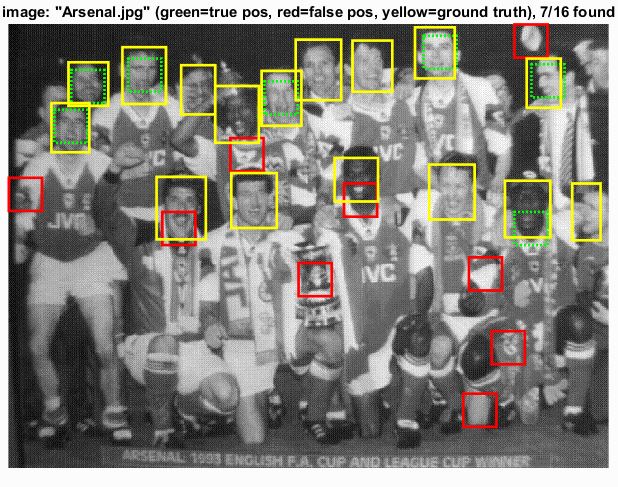 image: "Arsenal.jpg" (green=true pos, red=false pos, yellow=ground truth), 7/16 found
JVC
VC
JVC
ARSENAL, 1993 ENGLISH F.A. CUP AND LEAGUE CUP WINNER